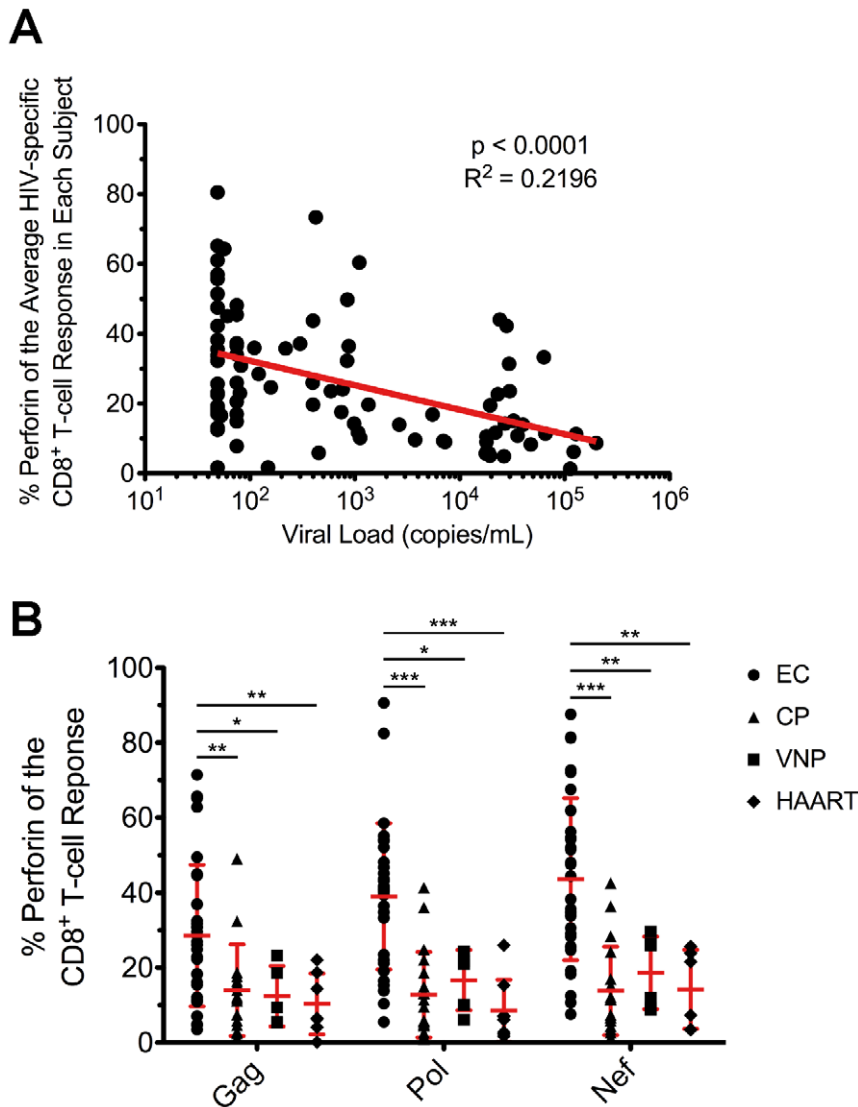 A
% Perforin of the Average HIV-specific
CD8+ T-cell Response in Each Subject
100
80
60
40
20
0
p < 0.0001
R2 = 0.2196
101 102 103 104 105 106
Viral Load (copies/mL)
B
% Perforin of the
CD8+ T-cell Reponse
100
80
60
40
20
0
** * **
*** * ***
*** ** **
EC
CP
VNP
HAART
Gag Pol Nef